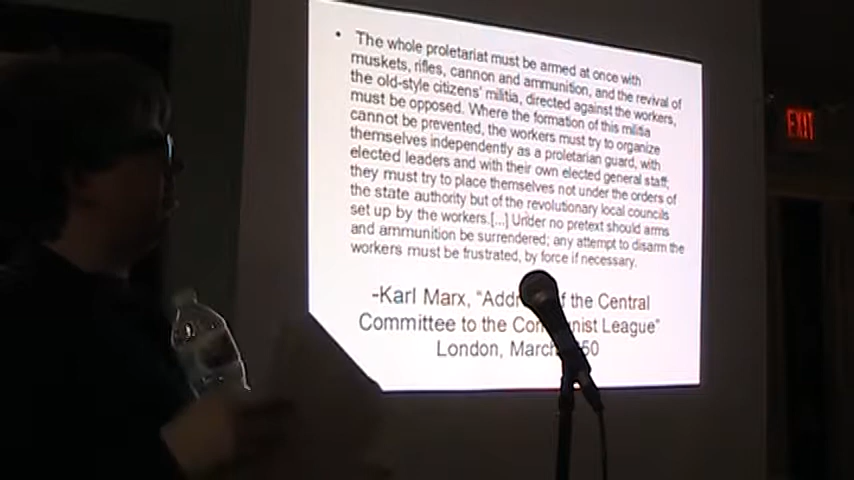 • The whole proletariat must be armed at once with
muskets, rifles, cannon and ammunition, and the revival of
the old-style citizens' militia, directed against the workers,
must be opposed. Where the formation of this militia
cannot be prevented, the workers must try to organize
themselves independently as a proletarian guard, with
elected leaders and with their own elected general staff;
they must try to place themselves not under the orders of
the state authority but of the revolutionary local councils
set up by the workers.[...] Under no pretext should arms
and ammunition be surrendered; any attempt to disarm the
workers must be frustrated, by force if necessary.
-Karl Marx, “Addr of the Central
Committee to the Communist League”
London, March 50
EXIT